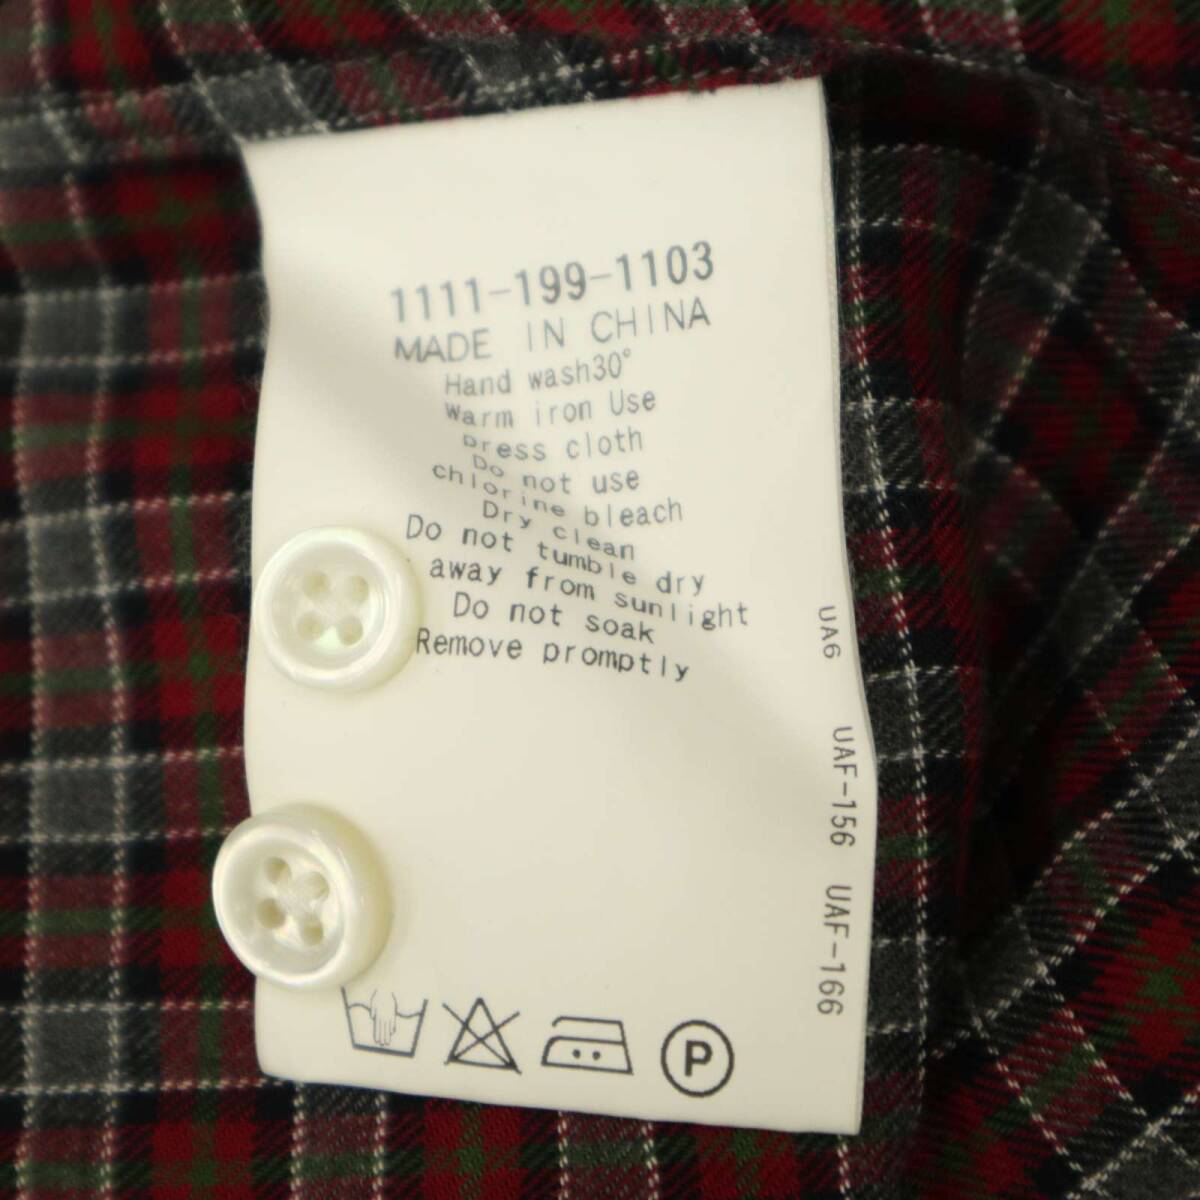 1111-199-1103
MADE IN CHINA
Hand wash30°
Warm iron Use
Dress cloth
Do not use
chlorine bleach
Dry clean
Do not tumble dry
away from sunlight
Do not soak
Remove promptly
UA6 UAF-156 UAF-166
P